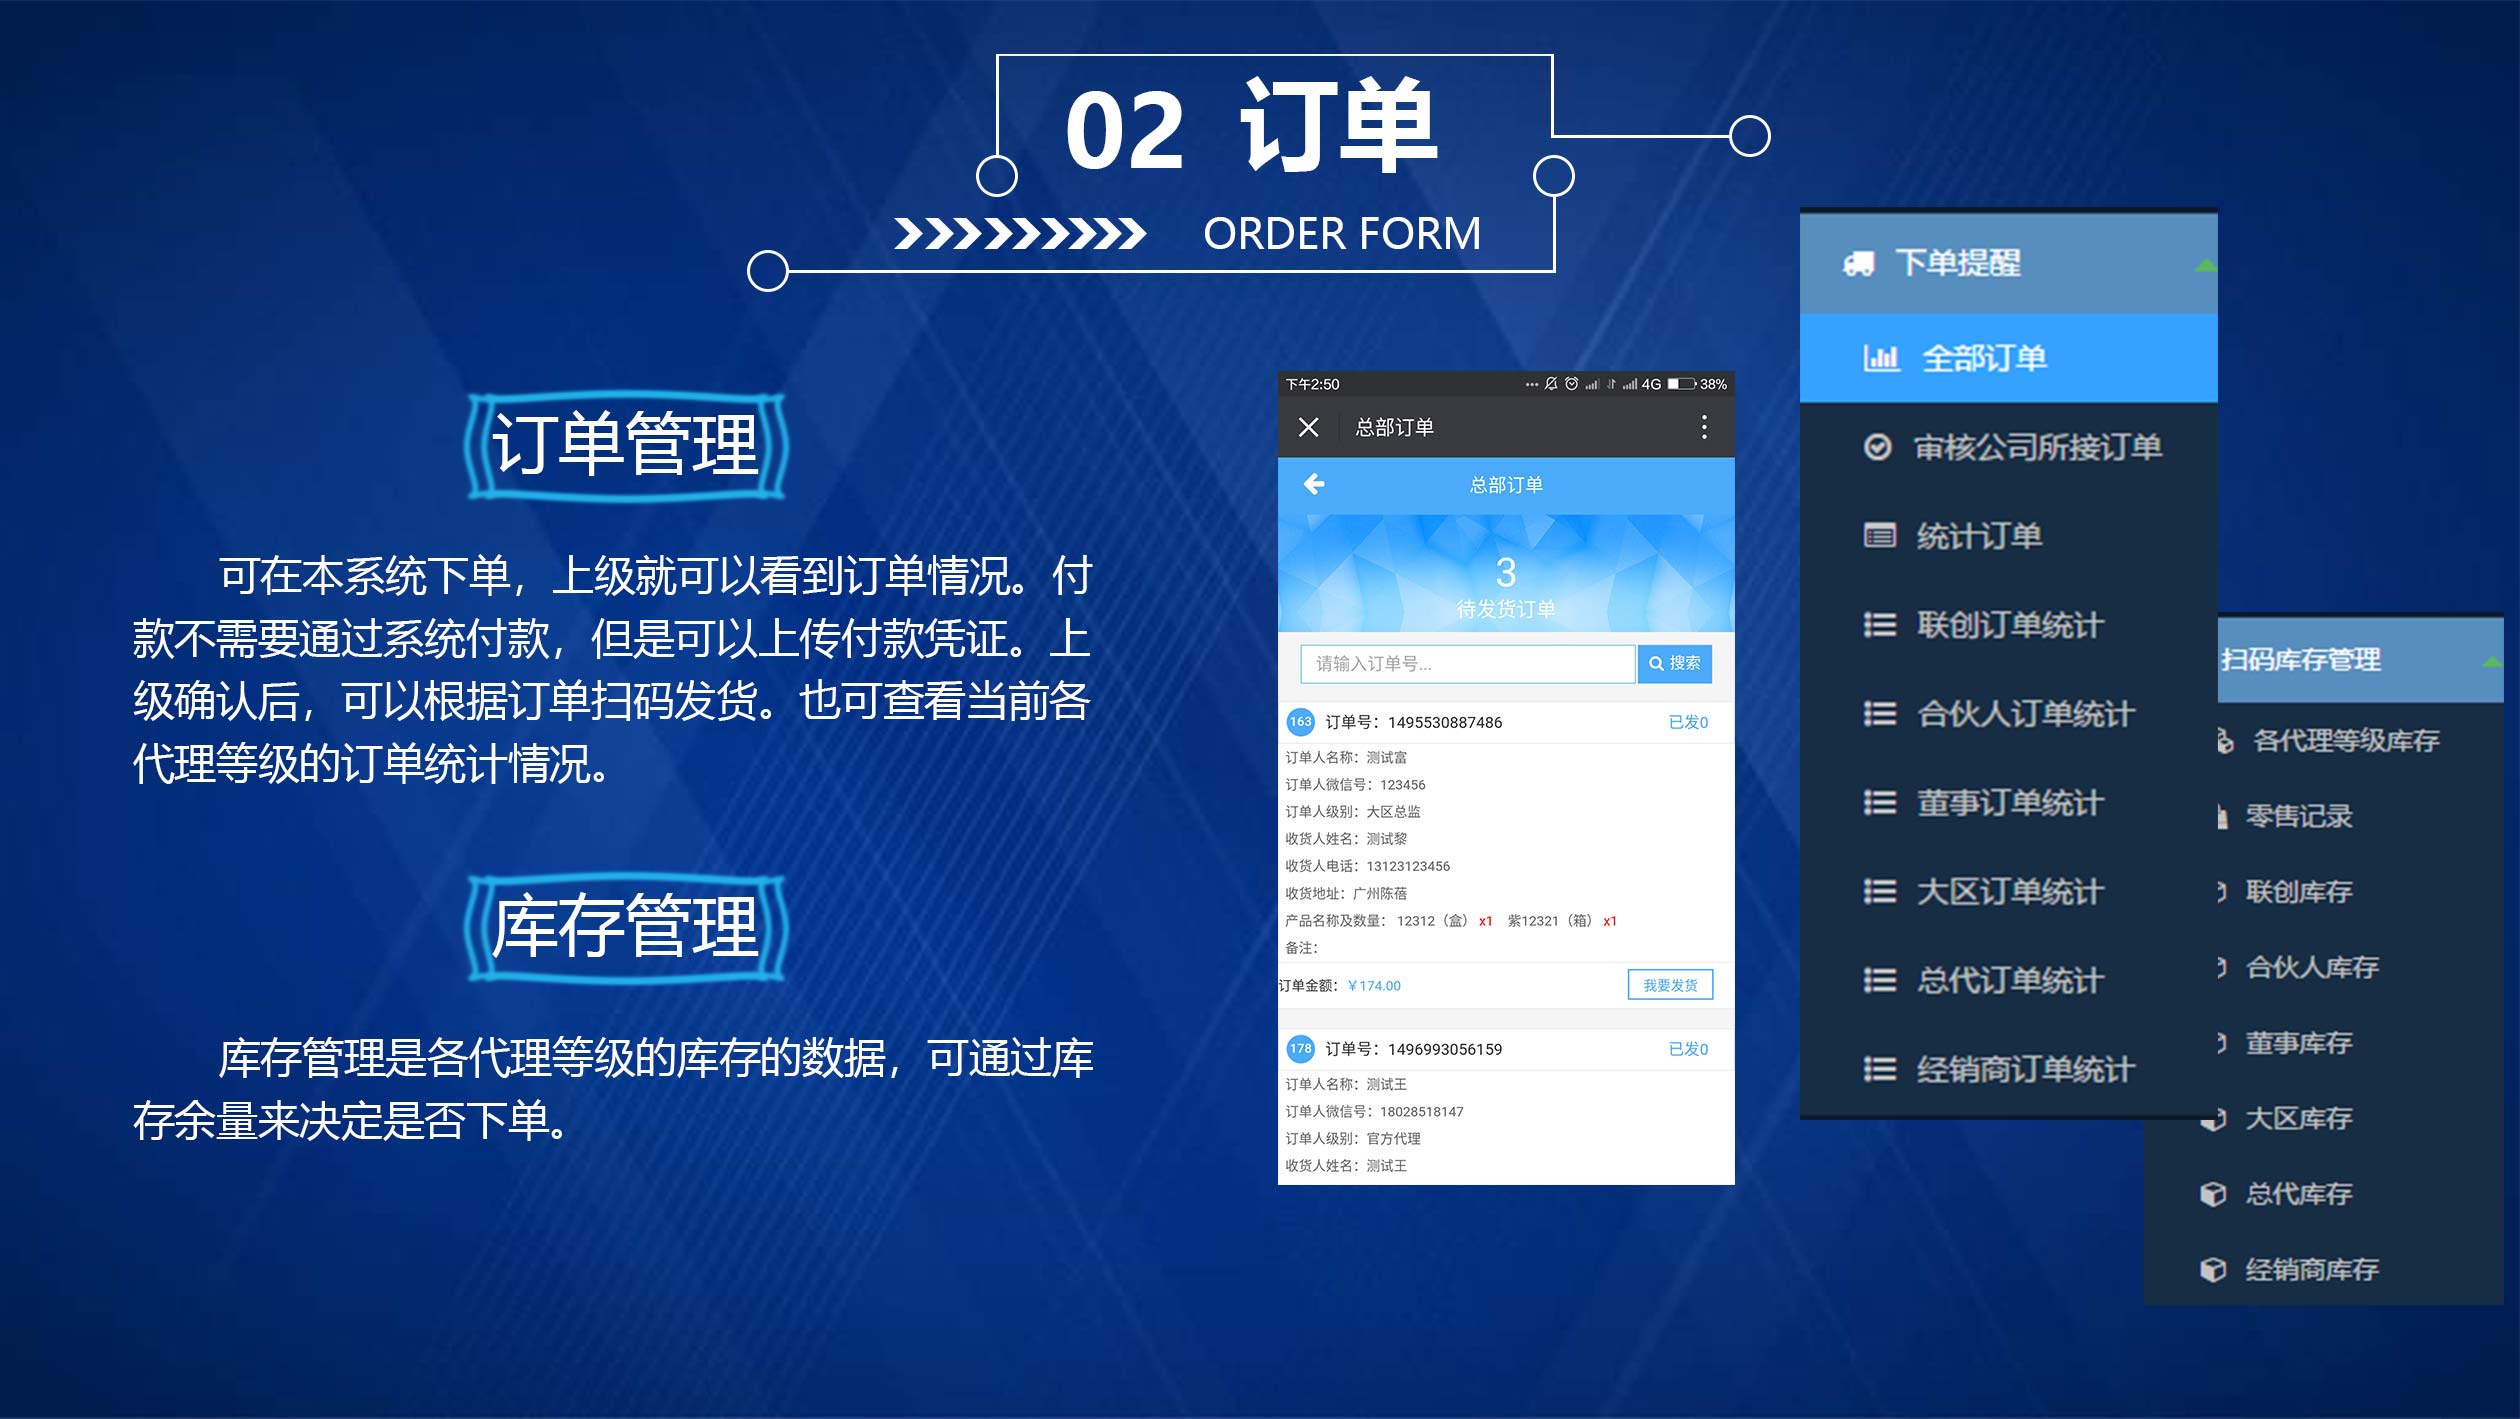 02 订单
ORDER FORM
订单管理
可在本系统下单，上级就可以看到订单情况。付
款不需要通过系统付款，但是可以上传付款凭证。上
级确认后，可以根据订单扫码发货。也可查看当前各
代理等级的订单统计情况。
库存管理
库存管理是各代理等级的库存的数据，可通过库
存余量来决定是否下单。
下午2:50 ... 4G 38%
总部订单
总部订单
3
待发货订单
请输入订单号... 搜索
163 订单号：1495530887486 已发0
订单人名称：测试富
订单人微信号：123456
订单人级别：大区总监
收货人姓名：测试黎
收货人电话：13123123456
收货地址：广州陈蓓
产品名称及数量： 12312（盒） x1 紫12321（箱） x1
备注：
订单金额：￥174.00 我要发货
178 订单号：1496993056159 已发0
订单人名称：测试王
订单人微信号：18028518147
订单人级别：官方代理
收货人姓名：测试王
下单提醒
全部订单
审核公司所接订单
统计订单
联创订单统计
合伙人订单统计
董事订单统计
大区订单统计
总代订单统计
经销商订单统计
扫码库存管理
各代理等级库存
零售记录
联创库存
合伙人库存
董事库存
大区库存
总代库存
经销商库存